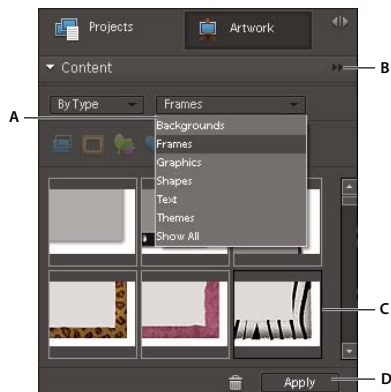 Projects
Artwork
Content
B
By Type
Frames
A
Backgrounds
Frames
Graphics
Shapes
Text
Themes
Show All
C
Apply
D